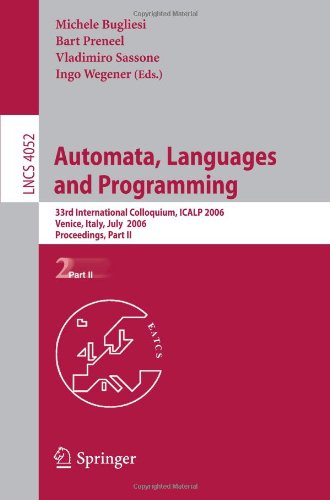 Michele Bugliesi
Bart Preneel
Vladimiro Sassone
Ingo Wegener (Eds.)
LNCS 4052
Automata, Languages
and Programming
33rd International Colloquium, ICALP 2006
Venice, Italy, July 2006
Proceedings, Part II
2 Part II
EATCS
Springer